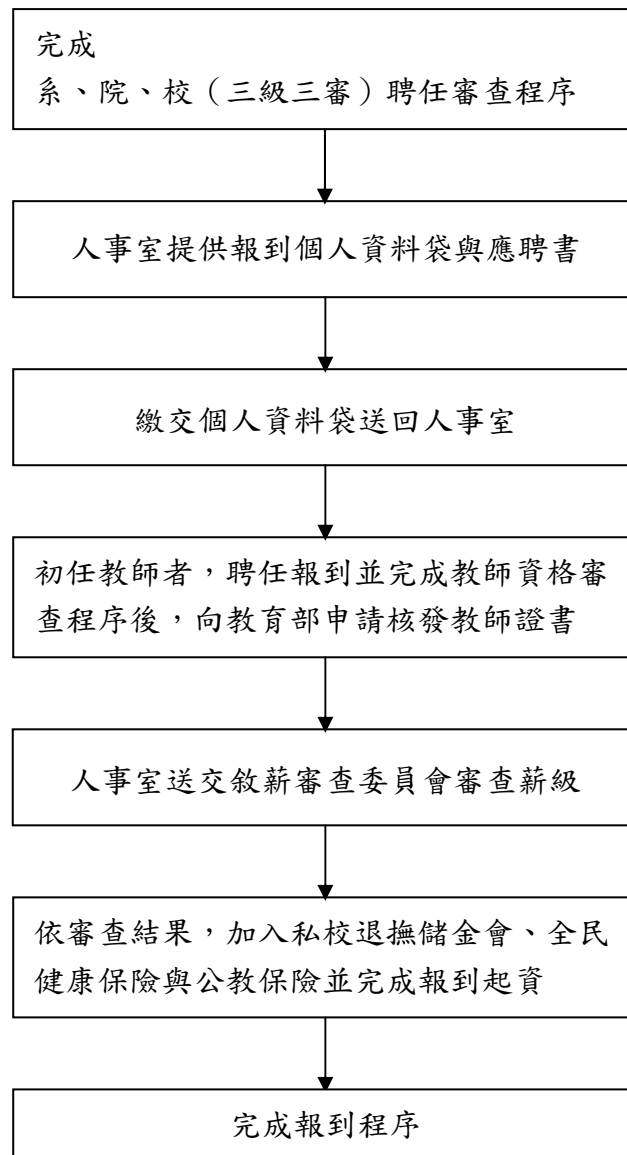 完成
系、院、校（三級三審）聘任審查程序
人事室提供報到個人資料袋與應聘書
繳交個人資料袋送回人事室
初任教師者，聘任報到並完成教師資格審
查程序後，向教育部申請核發教師證書
人事室送交敘薪審查委員會審查薪級
依審查結果，加入私校退撫儲金會、全民
健康保險與公教保險並完成報到起資
完成報到程序